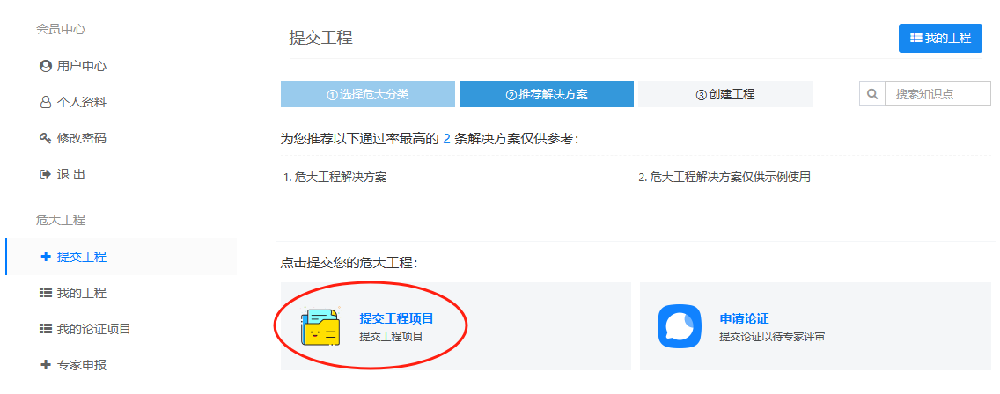 会员中心
用户中心
个人资料
修改密码
退 出
危大工程
提交工程
我的工程
我的论证项目
专家申报
提交工程
我的工程
①选择危大分类
②推荐解决方案
③创建工程
搜索知识点
为您推荐以下通过率最高的 2 条解决方案仅供参考：
1. 危大工程解决方案
2. 危大工程解决方案仅供示例使用
点击提交您的危大工程：
提交工程项目
提交工程项目
申请论证
提交论证以待专家评审